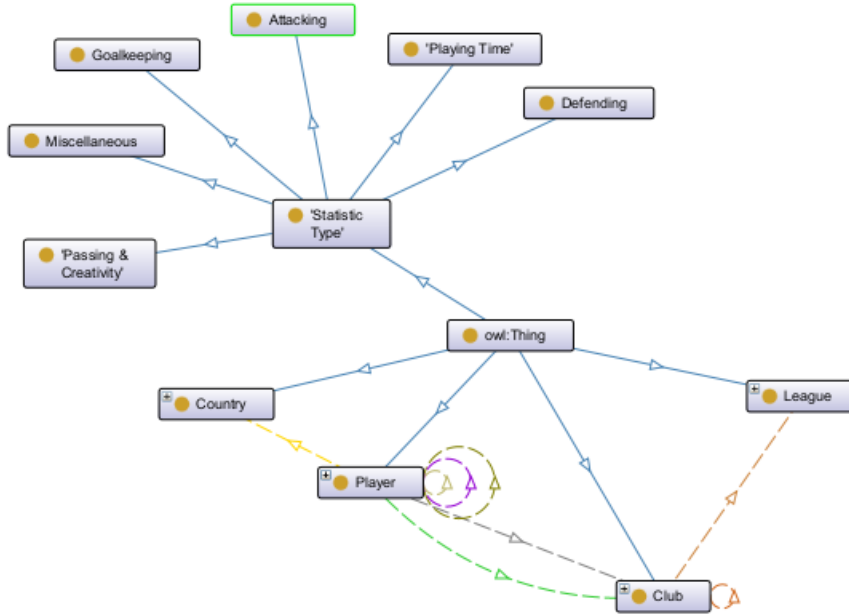 Attacking
Goalkeeping
'Playing Time'
Defending
Miscellaneous
'Statistic
Type'
'Passing &
Creativity'
owl:Thing
Country
League
Player
Club